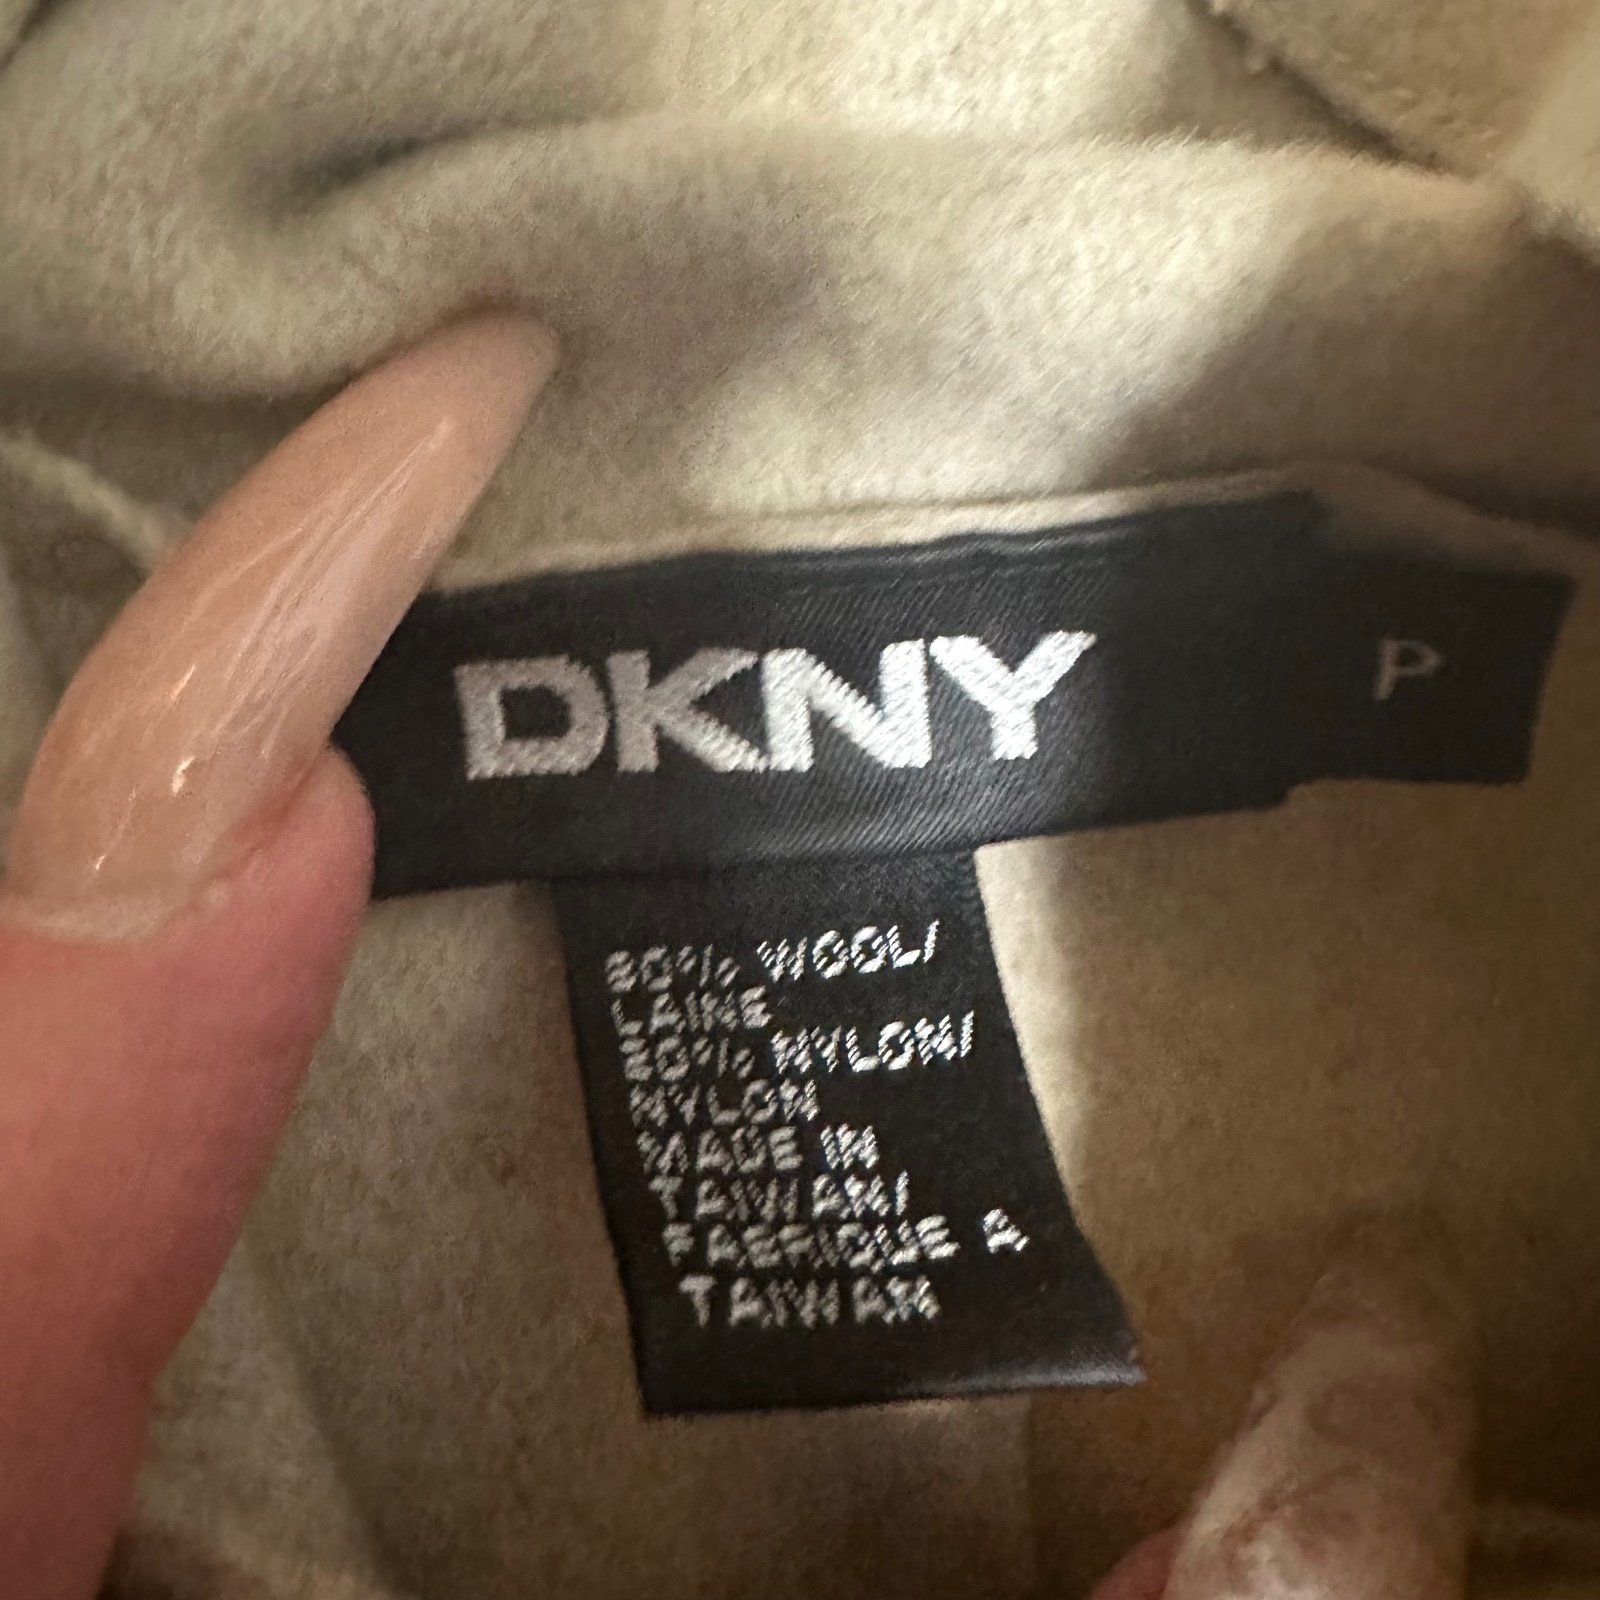 DKNY
P
80% WOOL/
LAINE
20% NYLON/
NYLON
MADE IN
TAIWAN/
FABRIQUE A
TAIWAN